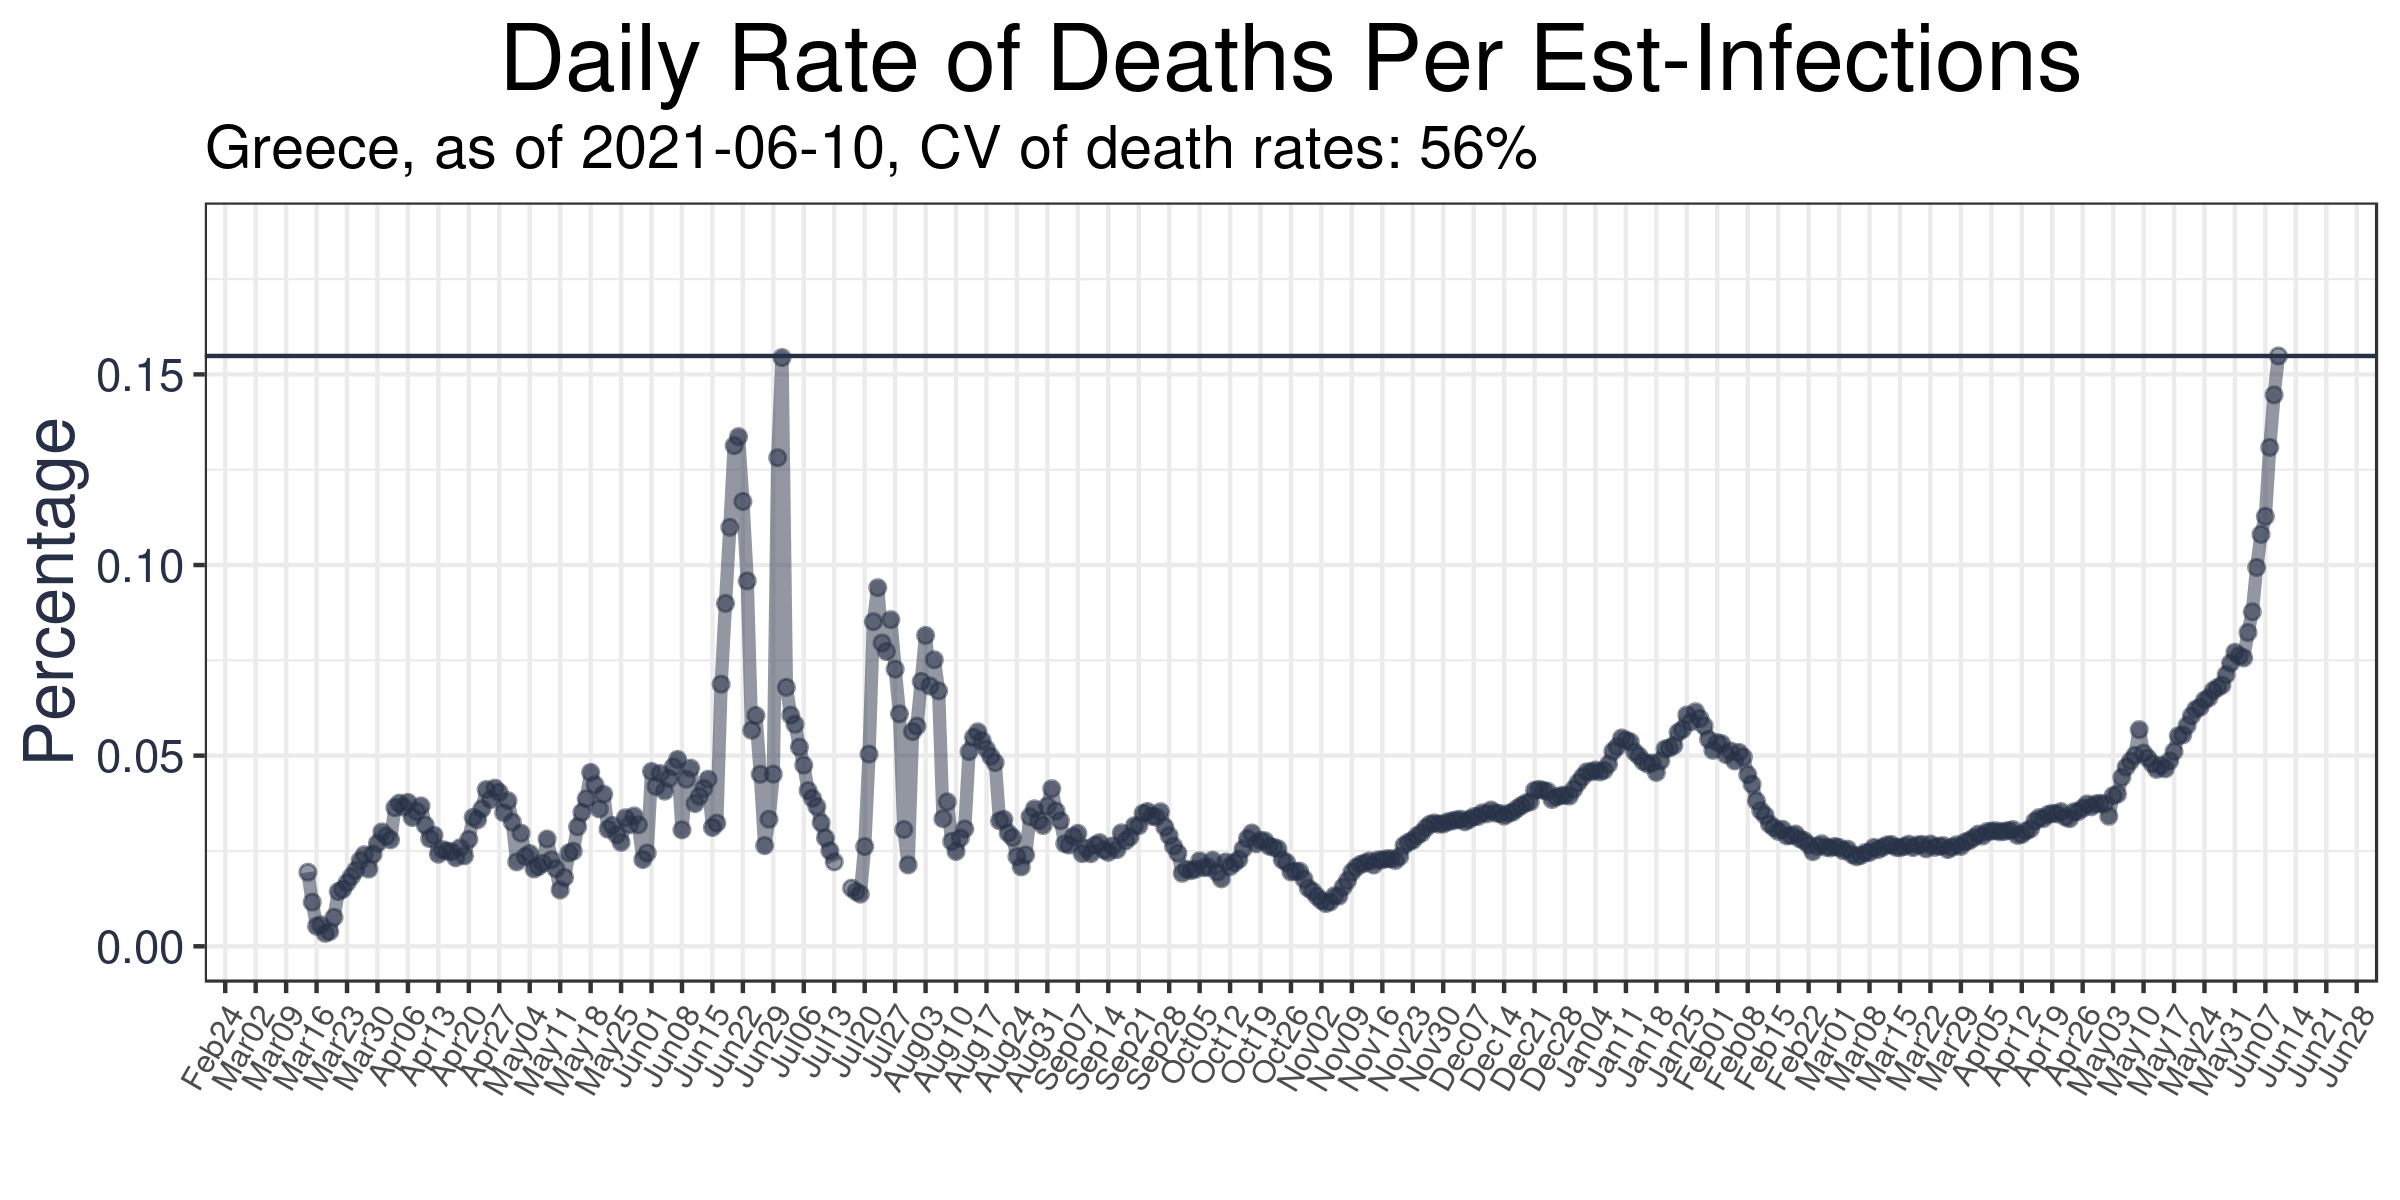 Daily Rate of Deaths Per Est-Infections
Greece, as of 2021-06-10, CV of death rates: 56%
Percentage
0.15
0.10
0.05
0.00
Feb24
Mar02
Mar09
Mar16
Mar23
Mar30
Apr06
Apr13
Apr20
Apr27
May04
May11
May18
May25
Jun01
Jun08
Jun15
Jun22
Jun29
Jul06
Jul13
Jul20
Jul27
Aug03
Aug10
Aug17
Aug24
Aug31
Sep07
Sep14
Sep21
Sep28
Oct05
Oct12
Oct19
Oct26
Nov02
Nov09
Nov16
Nov23
Nov30
Dec07
Dec14
Dec21
Dec28
Jan04
Jan11
Jan18
Jan25
Feb01
Feb08
Feb15
Feb22
Mar01
Mar08
Mar15
Mar22
Mar29
Apr05
Apr12
Apr19
Apr26
May03
May10
May17
May24
May31
Jun07
Jun14
Jun21
Jun28